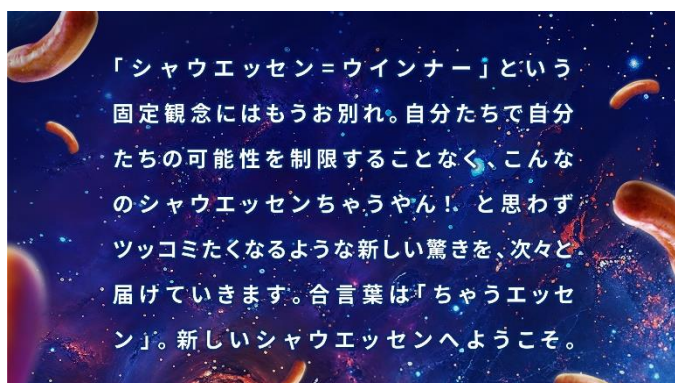 「シャウエッセン=ウインナー」という
固定観念にはもうお別れ。自分たちで自分
たちの可能性を制限することなく、こんな
のシャウエッセンちゃうやん! と思わず
ツッコミたくなるような新しい驚きを、次々と
届けていきます。合言葉は「ちゃうエッセ
ン」。新しいシャウエッセンへようこそ。